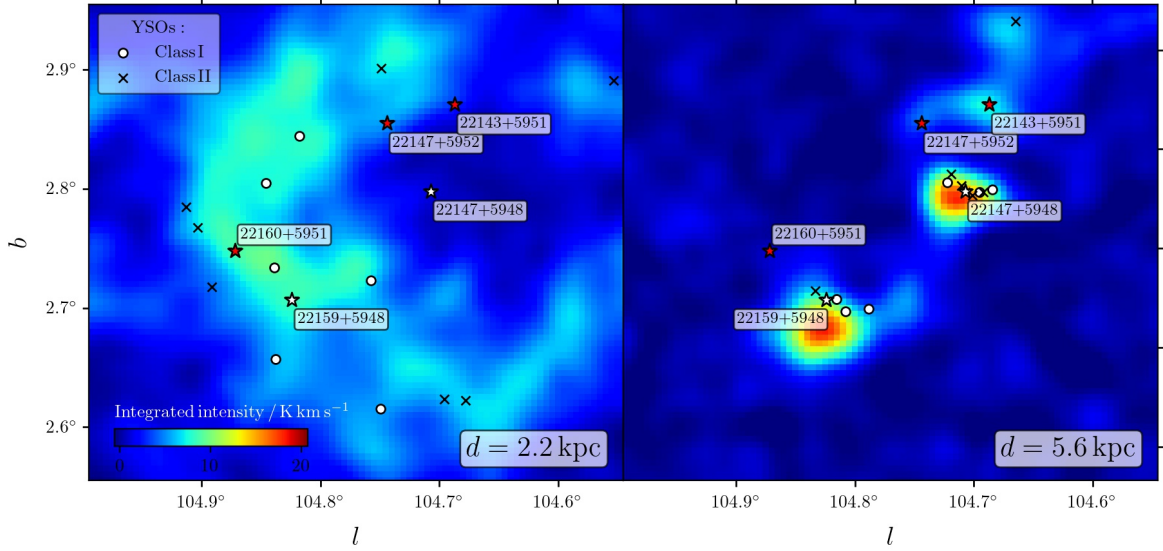 YSOs :
Class I
Class II
22143+5951
22147+5952
22147+5948
22160+5951
22159+5948
Integrated intensity / K km s⁻¹
0 10 20
d = 2.2 kpc
2.9°
2.8°
2.7°
2.6°
b
104.9° 104.8° 104.7° 104.6°
l
22143+5951
22147+5952
22147+5948
22160+5951
22159+5948
d = 5.6 kpc
104.9° 104.8° 104.7° 104.6°
l